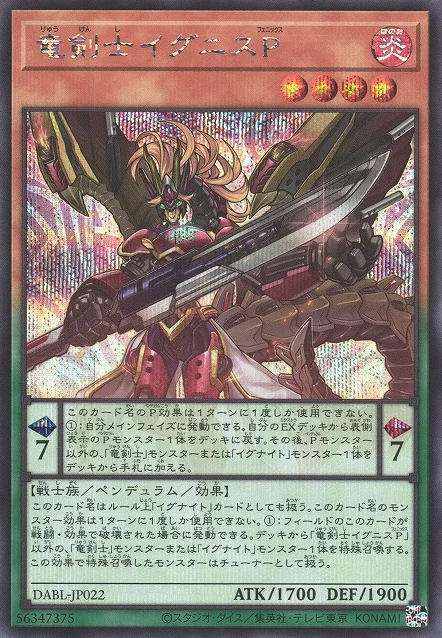 りゅう けん し フェニックス
竜剣士イグニスP
ほのお
炎
このカード名のP効果は1ターンに1度しか使用できない。
①:自分メインフェイズに発動できる。自分のEXデッキから表側
表示のPモンスター1体をデッキに戻す。その後、Pモンスター
以外の、「竜剣士」モンスターまたは「イグナイト」モンスター1体を
デッキから手札に加える。
7 7
【戦士族/ペンデュラム/効果】
このカード名はルール上「イグナイト」カードとしても扱う。このカード名のモ
ンスター効果は1ターンに1度しか使用できない。①:フィールドのこのカードが
戦闘・効果で破壊された場合に発動できる。デッキから「竜剣士イグニスP」
以外の、「竜剣士」モンスターまたは「イグナイト」モンスター1体を特殊召喚する。
この効果で特殊召喚したモンスターはチューナーとして扱う。
DABL-JP022 ATK/1700 DEF/1900
56347375 ©スタジオ・ダイス/集英社・テレビ東京・KONAMI